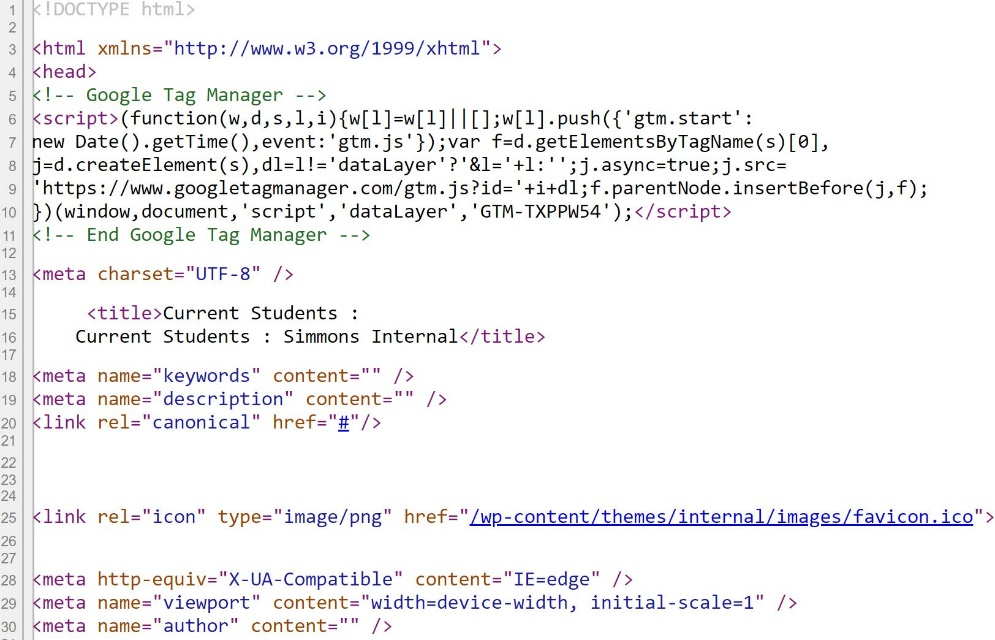 1 <!DOCTYPE html>
2
3 <html xmlns="http://www.w3.org/1999/xhtml">
4 <head>
5 <!-- Google Tag Manager -->
6 <script>(function(w,d,s,l,i){w[l]=w[l]||[];w[l].push({'gtm.start':
7 new Date().getTime(),event:'gtm.js'});var f=d.getElementsByTagName(s)[0],
8 j=d.createElement(s),dl=l!='dataLayer'?'&l='+l:'';j.async=true;j.src=
9 'https://www.googletagmanager.com/gtm.js?id='+i+dl;f.parentNode.insertBefore(j,f);
10 })(window,document,'script','dataLayer','GTM-TXPPW54');</script>
11 <!-- End Google Tag Manager -->
12
13 <meta charset="UTF-8" />
14
15 <title>Current Students :
16 Current Students : Simmons Internal</title>
17
18 <meta name="keywords" content="" />
19 <meta name="description" content="" />
20 <link rel="canonical" href="#"/>
21
22
23
24
25 <link rel="icon" type="image/png" href="/wp-content/themes/internal/images/favicon.ico">
26
27
28 <meta http-equiv="X-UA-Compatible" content="IE=edge" />
29 <meta name="viewport" content="width=device-width, initial-scale=1" />
30 <meta name="author" content="" />